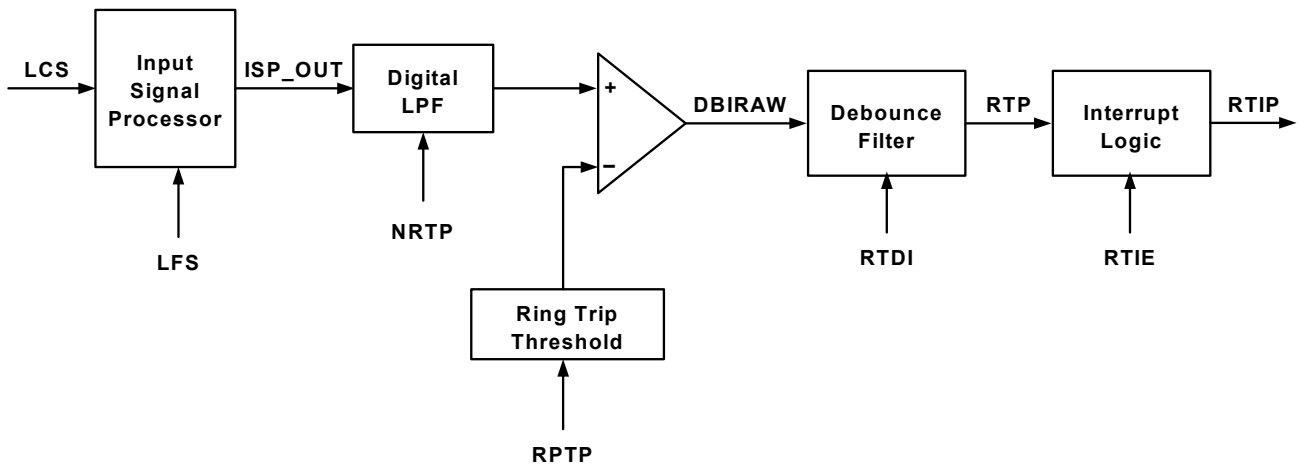 LCS
Input
Signal
Processor
ISP_OUT
Digital
LPF
+
–
DBIRAW
Debounce
Filter
RTP
Interrupt
Logic
RTIP
LFS
NRTP
RTDI
RTIE
Ring Trip
Threshold
RPTP